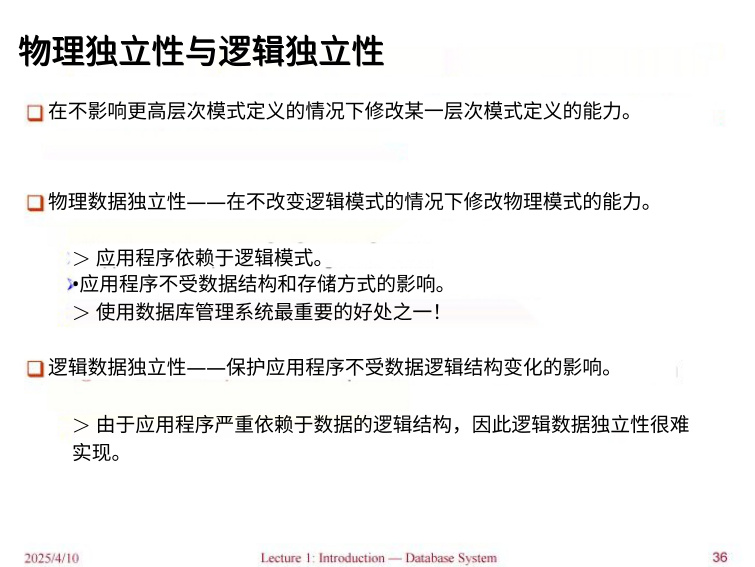 物理独立性与逻辑独立性
在不影响更高层次模式定义的情况下修改某一层次模式定义的能力。
物理数据独立性——在不改变逻辑模式的情况下修改物理模式的能力。
＞ 应用程序依赖于逻辑模式。
•应用程序不受数据结构和存储方式的影响。
＞ 使用数据库管理系统最重要的好处之一！
逻辑数据独立性——保护应用程序不受数据逻辑结构变化的影响。
＞ 由于应用程序严重依赖于数据的逻辑结构，因此逻辑数据独立性很难
实现。
2025/4/10 Lecture 1: Introduction — Database System 36